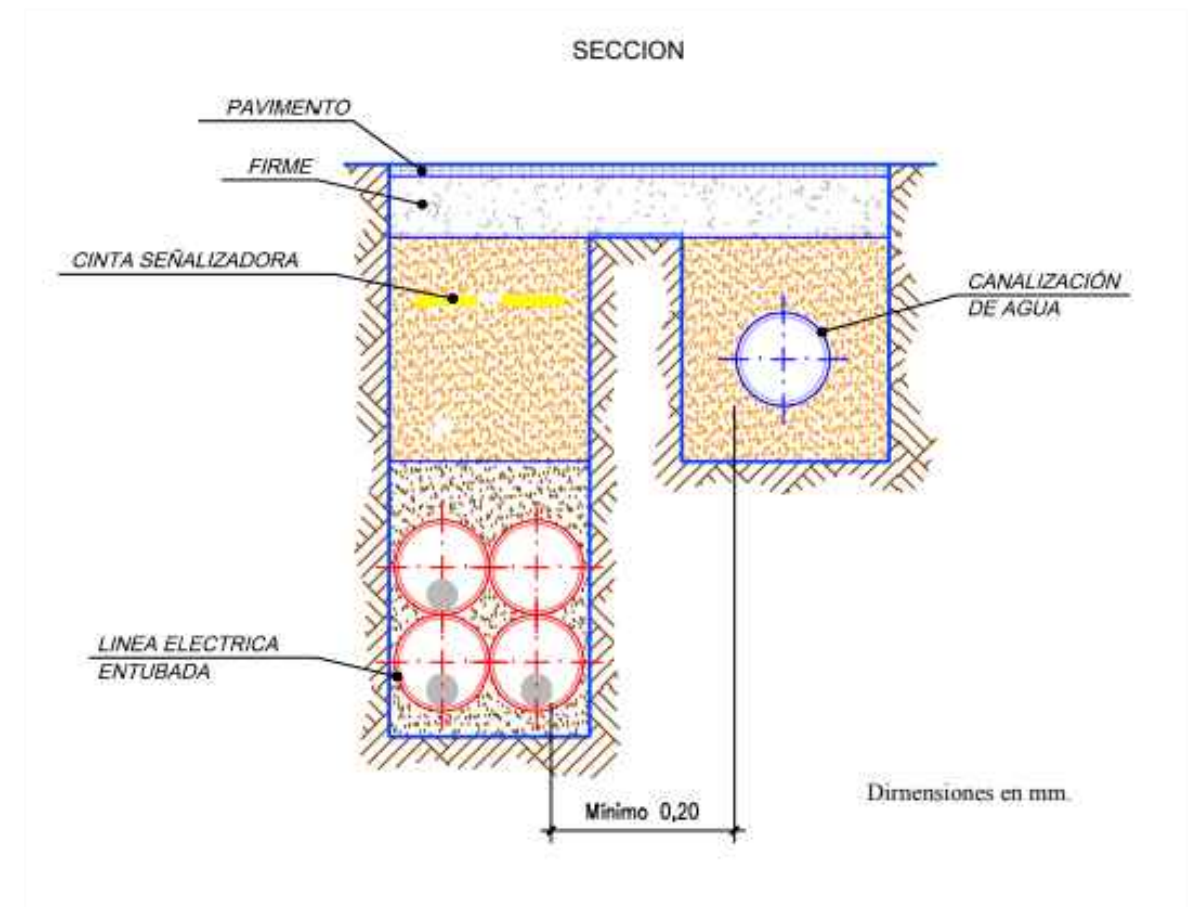 SECCION
PAVIMENTO
FIRME
CINTA SEÑALIZADORA
CANALIZACIÓN
DE AGUA
LINEA ELECTRICA
ENTUBADA
Dimensiones en mm.
Mínimo 0,20